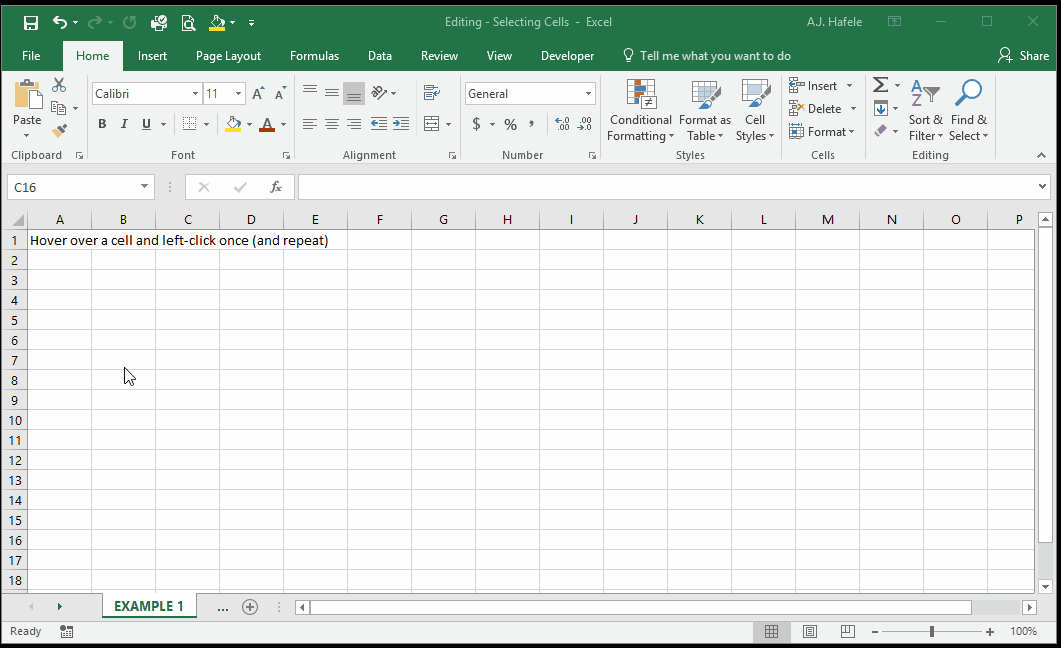 Editing - Selecting Cells - Excel
A.J. Hafele
File Home Insert Page Layout Formulas Data Review View Developer Tell me what you want to do Share
Paste
Calibri 11
B I U A
General
$ % , .00 .0
Conditional Formatting
Format as Table
Cell Styles
Insert
Delete
Format
Sort & Filter
Find & Select
Clipboard Font Alignment Number Styles Cells Editing
C16 fx
A B C D E F G H I J K L M N O P
1 Hover over a cell and left-click once (and repeat)
2
3
4
5
6
7
8
9
10
11
12
13
14
15
16
17
18
EXAMPLE 1 ...
Ready 100%